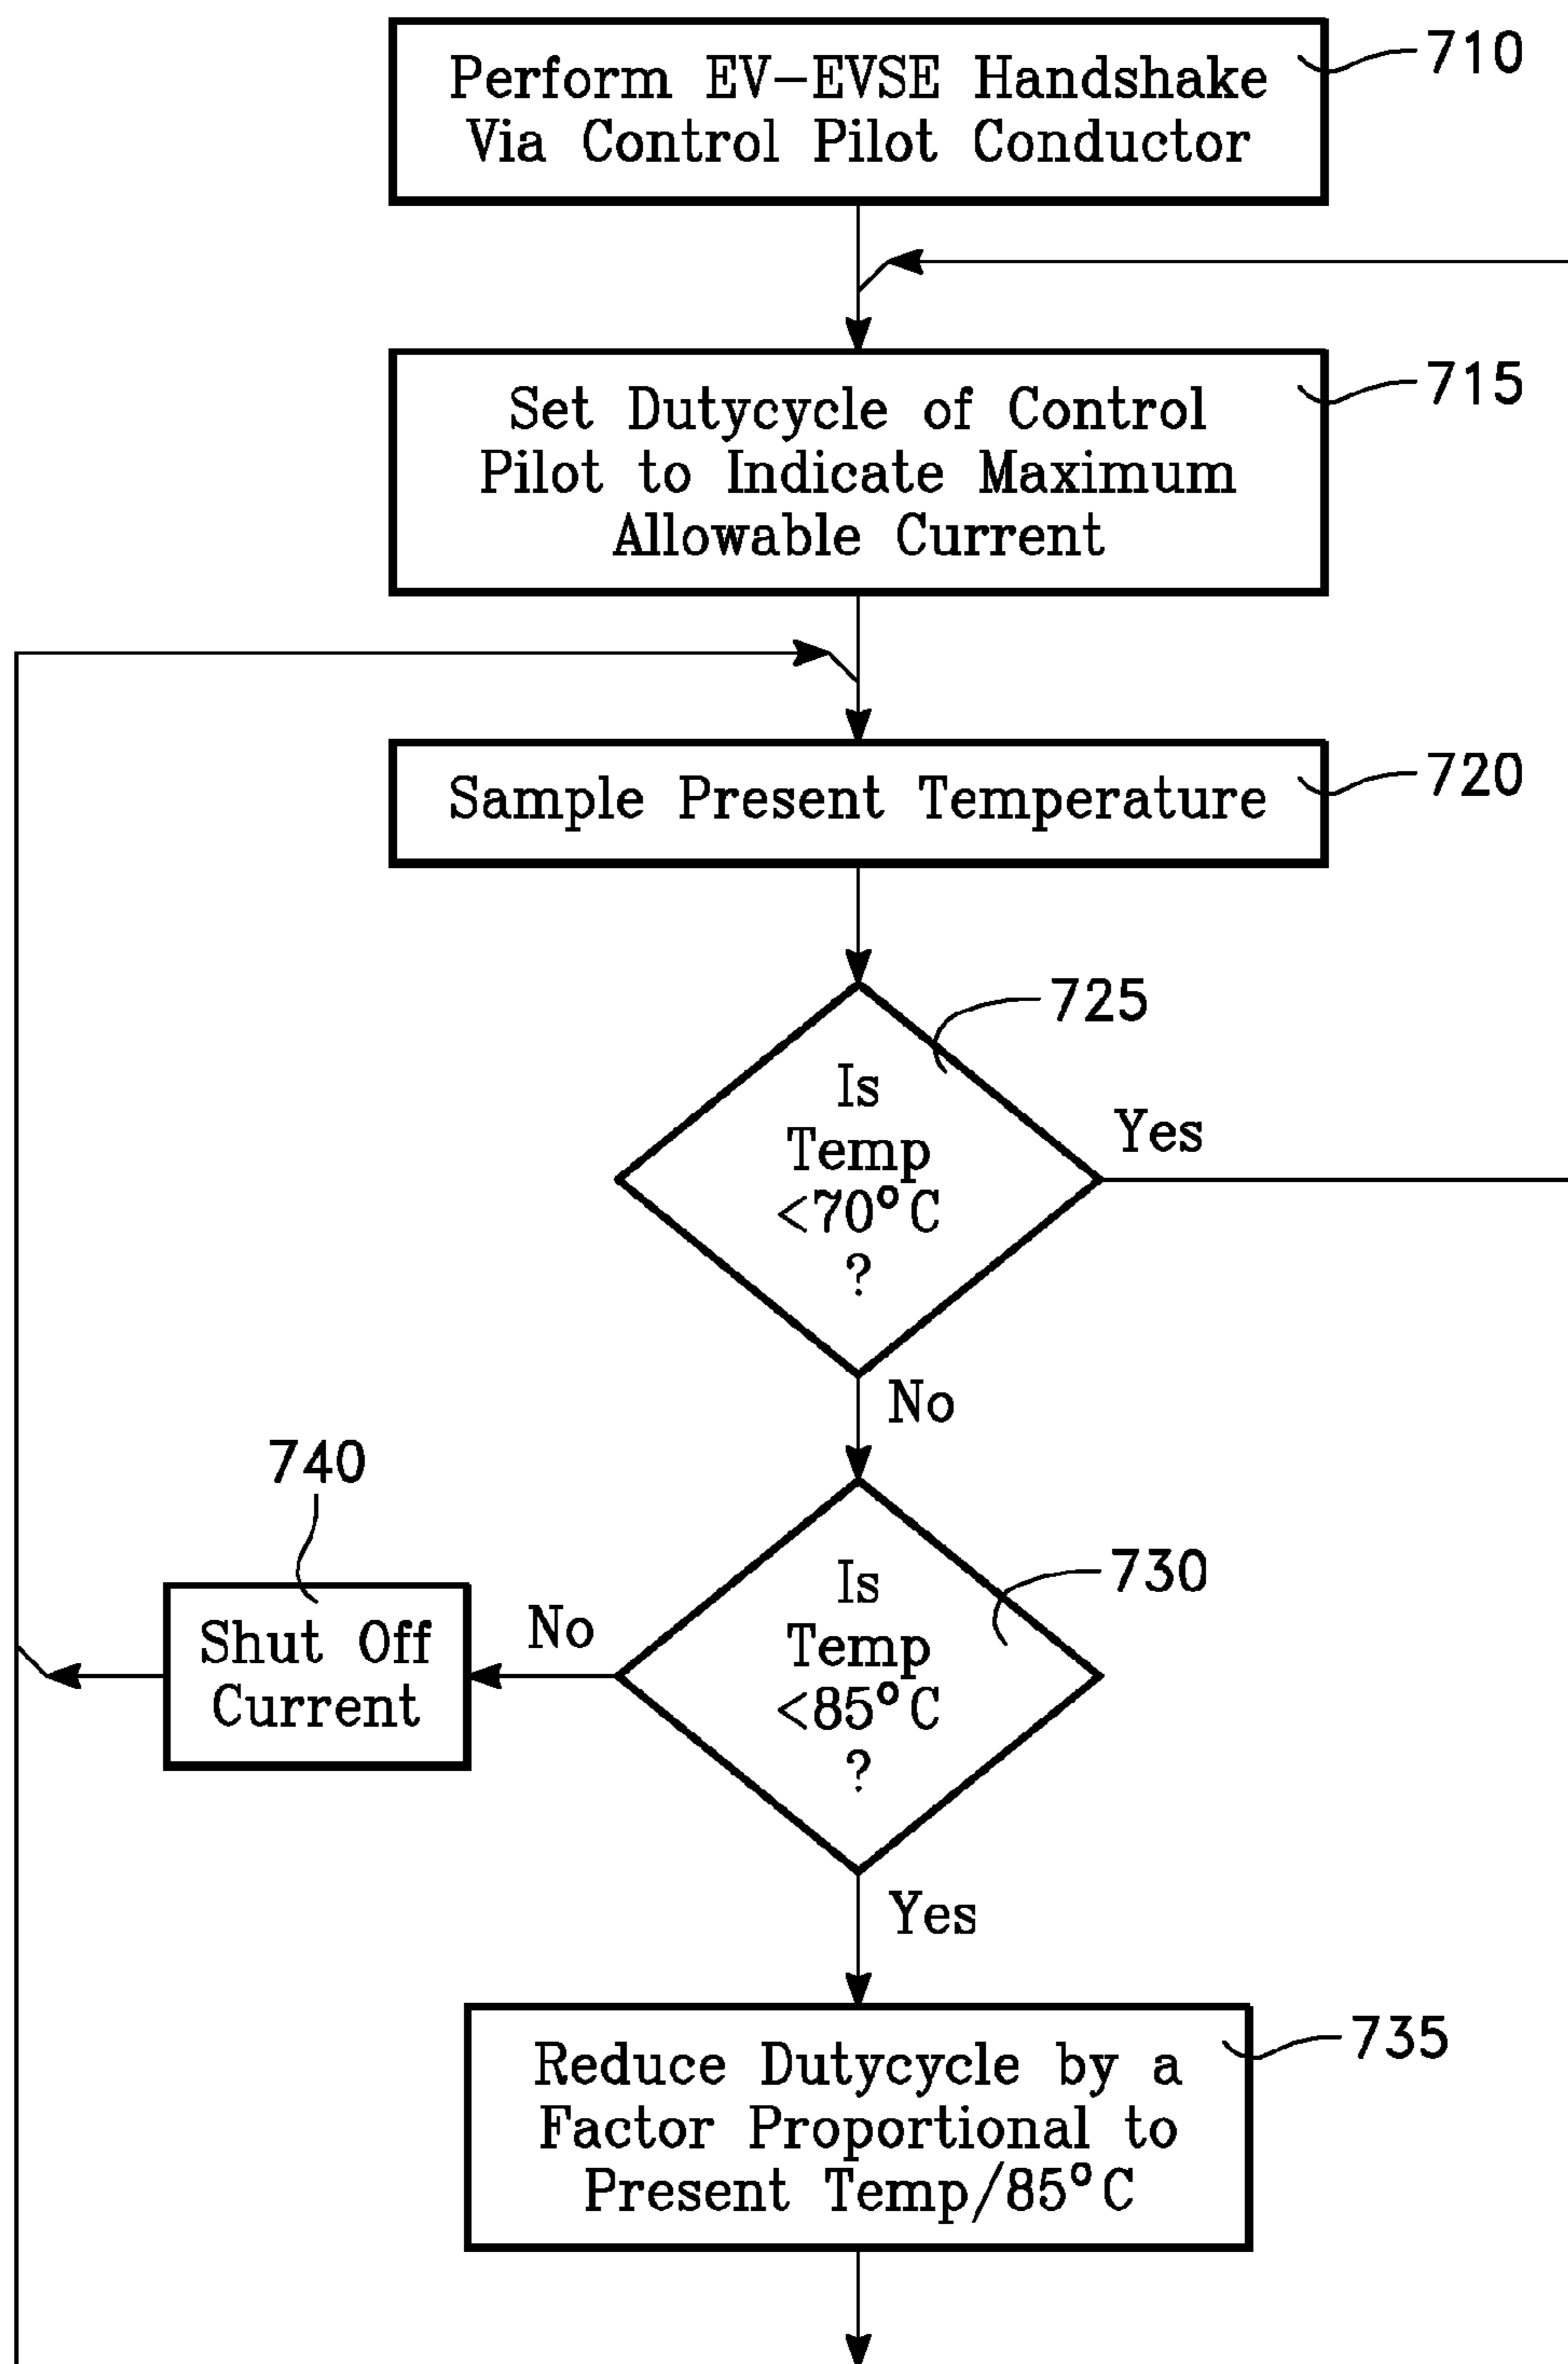 Perform EV-EVSE Handshake
Via Control Pilot Conductor
710
Set Dutycycle of Control
Pilot to Indicate Maximum
Allowable Current
715
Sample Present Temperature
720
725
Is
Temp
<70°C
?
Yes
No
740
Shut Off
Current
No
730
Is
Temp
<85°C
?
Yes
Reduce Dutycycle by a
Factor Proportional to
Present Temp/85°C
735